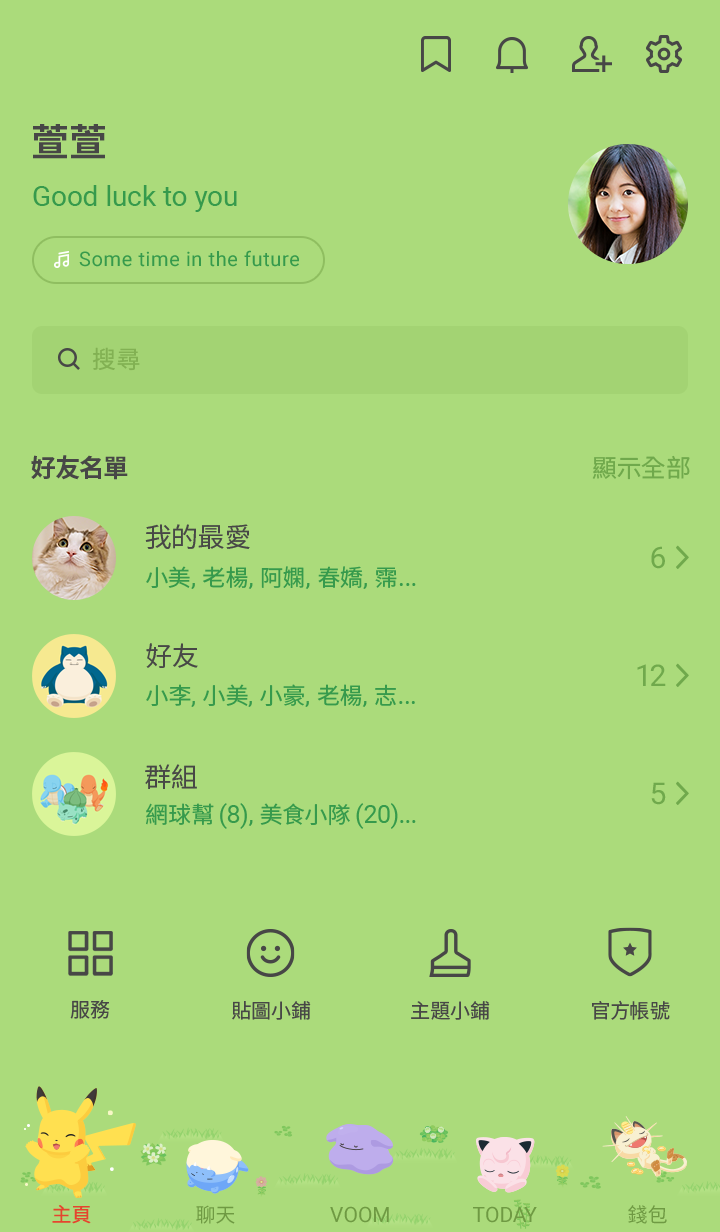 萱萱
Good luck to you
Some time in the future
搜尋
好友名單
顯示全部
我的最愛
小美, 老楊, 阿嫻, 春嬌, 霈...
6
好友
小李, 小美, 小豪, 老楊, 志...
12
群組
網球幫 (8), 美食小隊 (20)...
5
服務
貼圖小鋪
主題小鋪
官方帳號
主頁
聊天
VOOM
TODAY
錢包